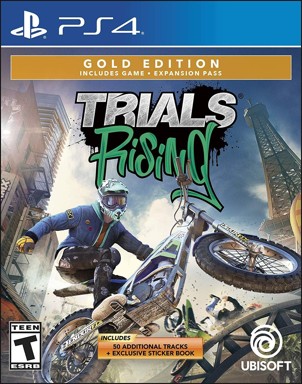 PS4
GOLD EDITION
INCLUDES GAME • EXPANSION PASS
TRIALS
Rising
INCLUDES
50 ADDITIONAL TRACKS
+ EXCLUSIVE STICKER BOOK
TEEN
T
ESRB
UBISOFT